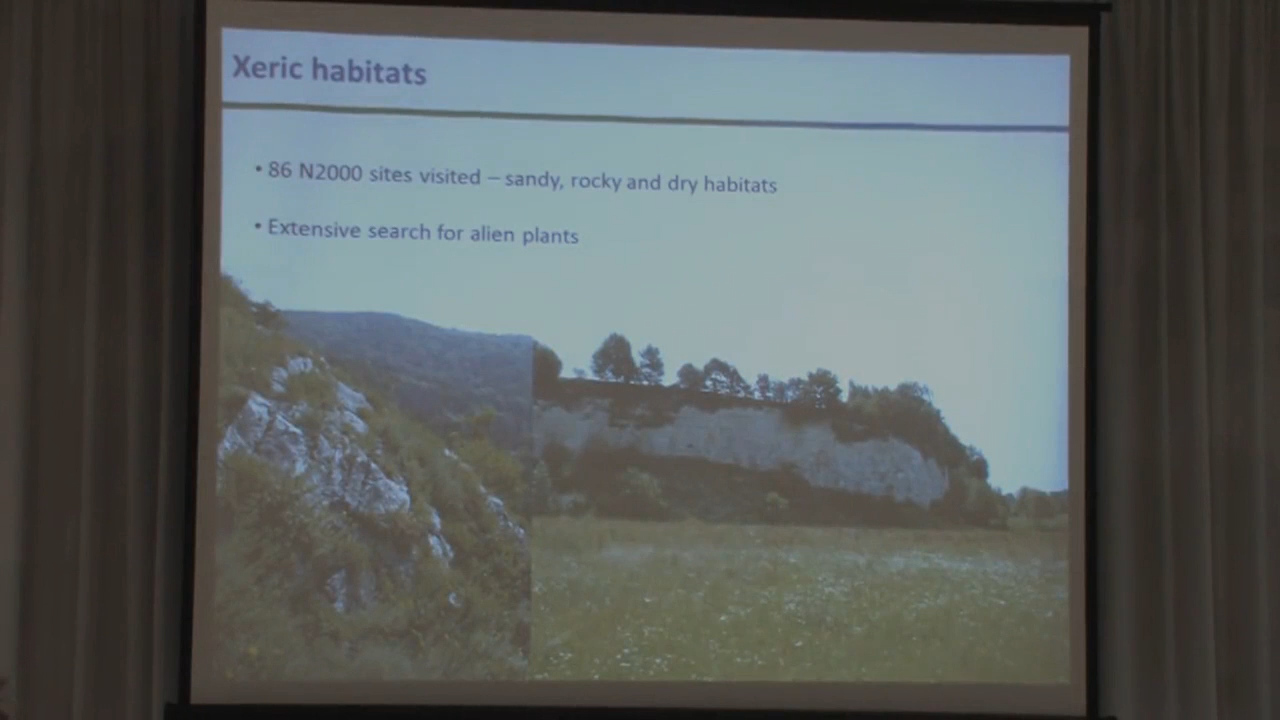 Xeric habitats
• 86 N2000 sites visited – sandy, rocky and dry habitats
• Extensive search for alien plants